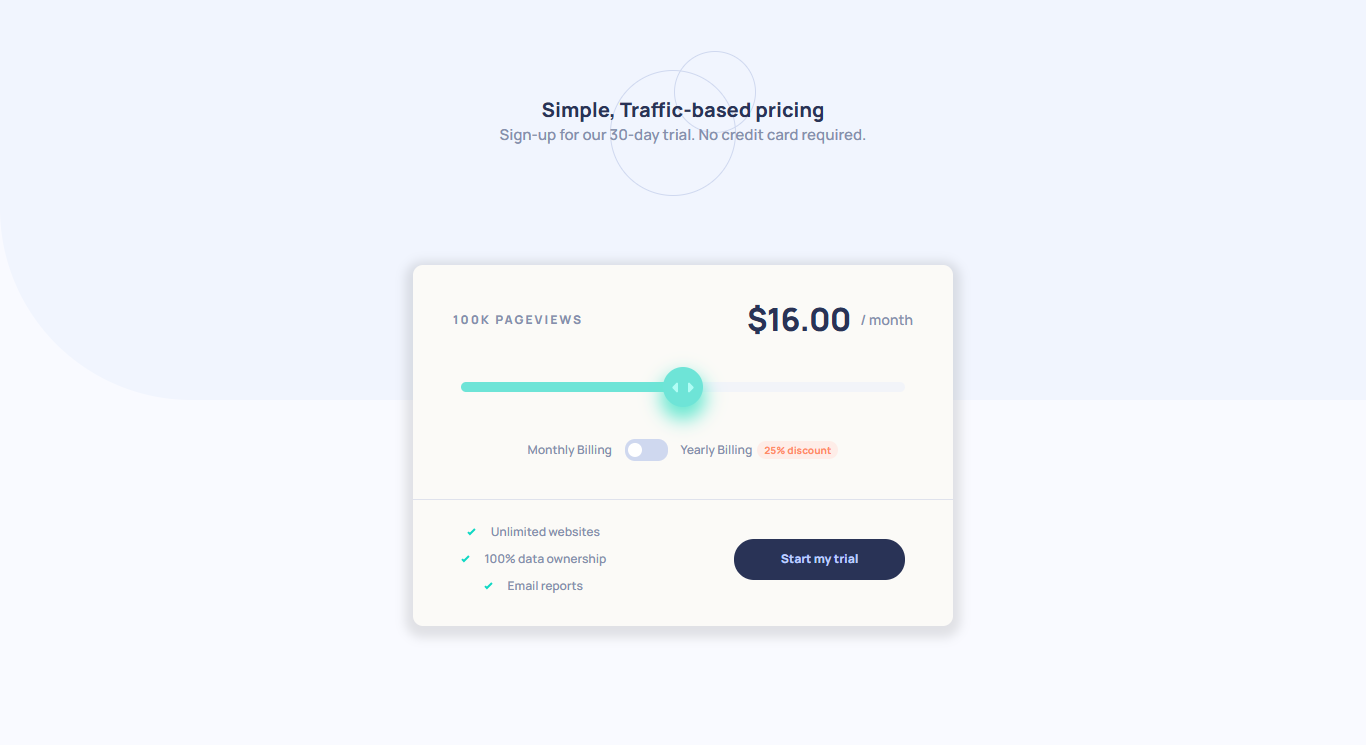 Simple, Traffic-based pricing
Sign-up for our 30-day trial. No credit card required.
100K PAGEVIEWS
$16.00 / month
Monthly Billing
Yearly Billing 25% discount
Unlimited websites
100% data ownership
Email reports
Start my trial